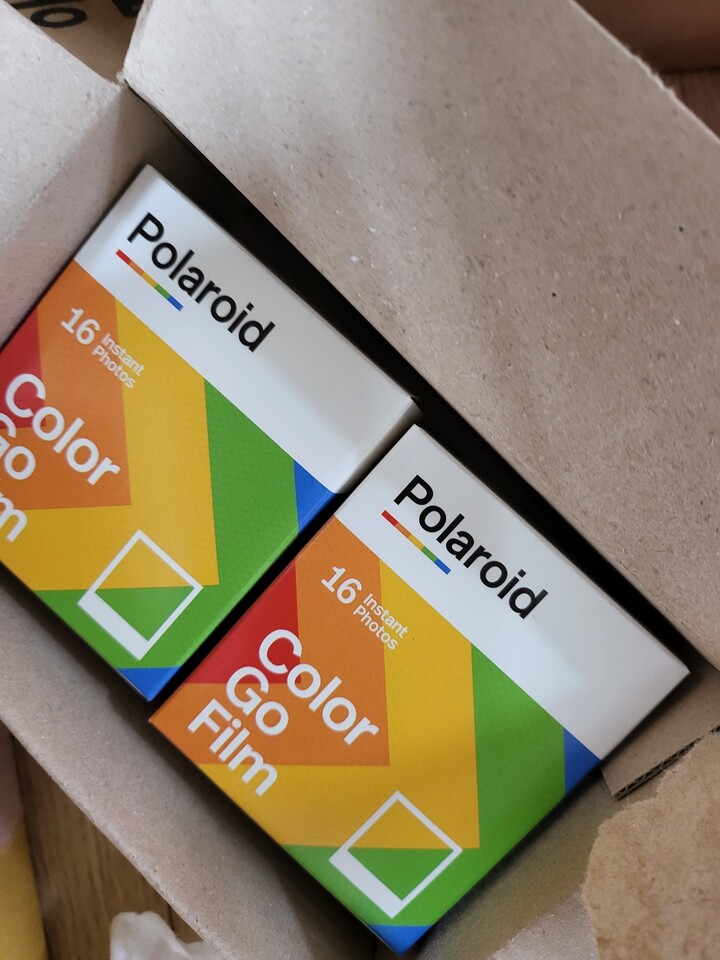 Polaroid
16 Instant
Photos
Color
Go
Film
Polaroid
16 Instant
Photos
Color
Go
Film